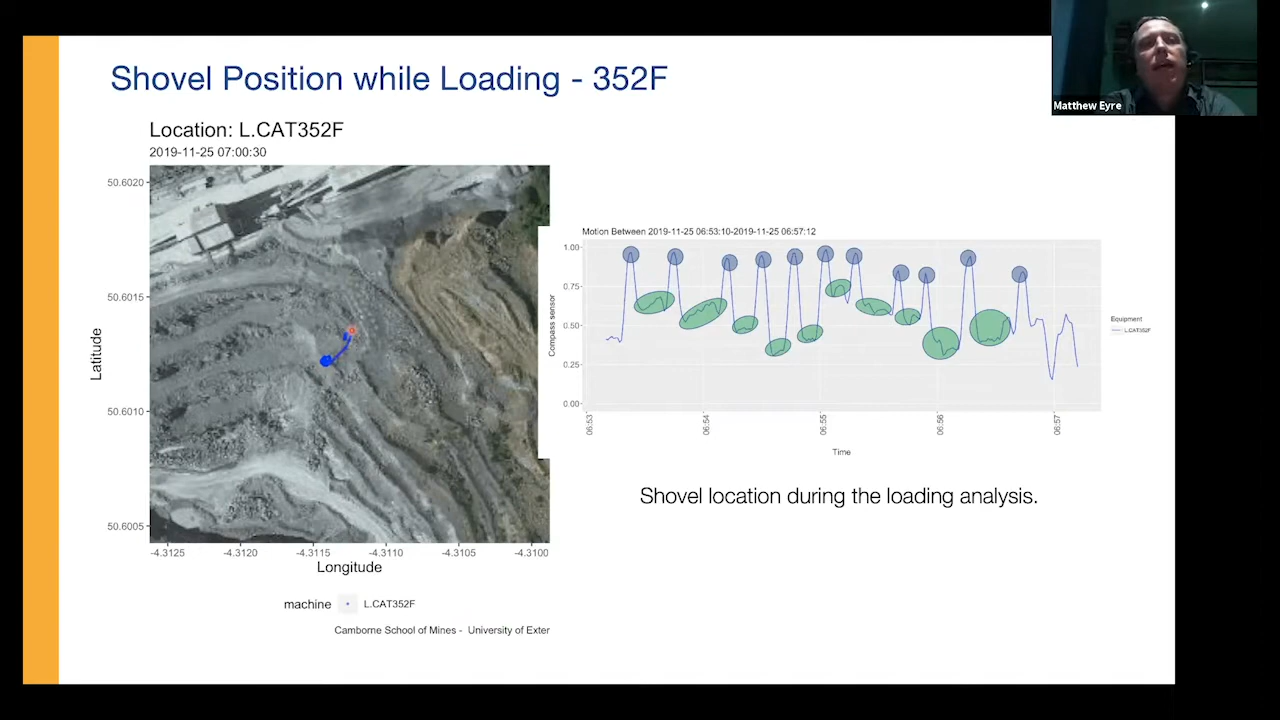 Shovel Position while Loading - 352F
Matthew Eyre
Location: L.CAT352F
2019-11-25 07:00:30
50.6020
50.6015
50.6010
50.6005
Latitude
-4.3125
-4.3120
-4.3115
-4.3110
-4.3105
-4.3100
Longitude
machine
L.CAT352F
Camborne School of Mines - University of Exter
Motion Between 2019-11-25 06:53:10-2019-11-25 06:57:12
1.00
0.75
0.50
0.25
0.00
Compass sensor
06:53
06:54
06:55
06:56
06:57
Time
Equipment
L.CAT352F
Shovel location during the loading analysis.